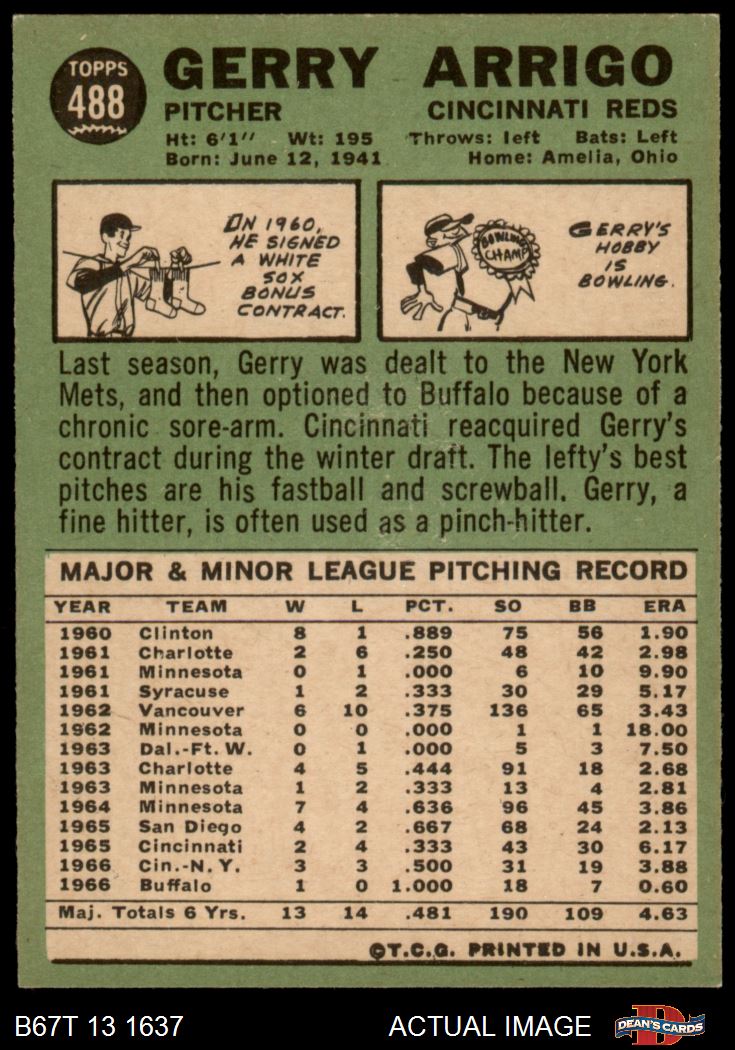 TOPPS
488
GERRY ARRIGO
PITCHER CINCINNATI REDS
Ht: 6'1" Wt: 195 Throws: left Bats: Left
Born: June 12, 1941 Home: Amelia, Ohio
ON 1960,
HE SIGNED
A WHITE
SOX
BONUS
CONTRACT.
BOWLING
CHAMP
GERRY'S
HOBBY
IS
BOWLING.
Last season, Gerry was dealt to the New York
Mets, and then optioned to Buffalo because of a
chronic sore-arm. Cincinnati reacquired Gerry's
contract during the winter draft. The lefty's best
pitches are his fastball and screwball. Gerry, a
fine hitter, is often used as a pinch-hitter.
MAJOR & MINOR LEAGUE PITCHING RECORD
YEAR TEAM W L PCT. SO BB ERA
1960 Clinton 8 1 .889 75 56 1.90
1961 Charlotte 2 6 .250 48 42 2.98
1961 Minnesota 0 1 .000 6 10 9.90
1961 Syracuse 1 2 .333 30 29 5.17
1962 Vancouver 6 10 .375 136 65 3.43
1962 Minnesota 0 0 .000 1 1 18.00
1963 Dal.-Ft. W. 0 1 .000 5 3 7.50
1963 Charlotte 4 5 .444 91 18 2.68
1963 Minnesota 1 2 .333 13 4 2.81
1964 Minnesota 7 4 .636 96 45 3.86
1965 San Diego 4 2 .667 68 24 2.13
1965 Cincinnati 2 4 .333 43 30 6.17
1966 Cin.-N. Y. 3 3 .500 31 19 3.88
1966 Buffalo 1 0 1.000 18 7 0.60
Maj. Totals 6 Yrs. 13 14 .481 190 109 4.63
©T.C.G. PRINTED IN U.S.A.
B67T 13 1637 ACTUAL IMAGE DEAN'S CARDS